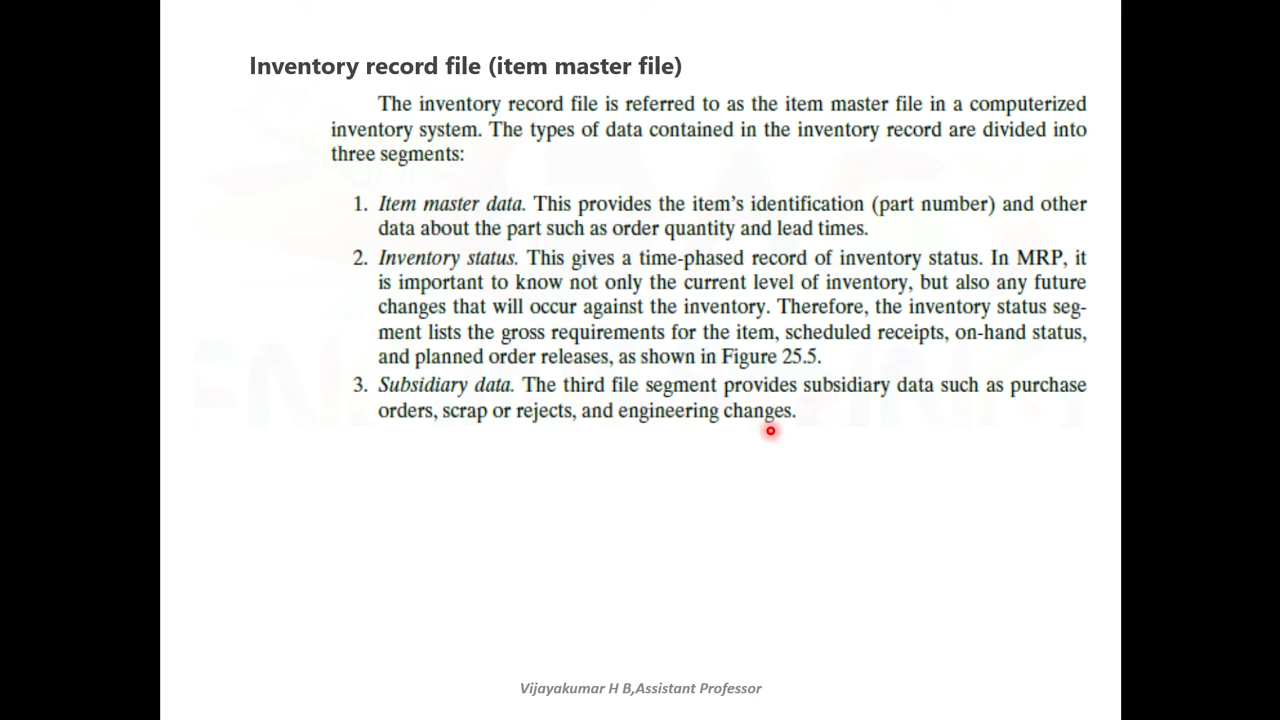 Inventory record file (item master file)
The inventory record file is referred to as the item master file in a computerized
inventory system. The types of data contained in the inventory record are divided into
three segments:
1. Item master data. This provides the item's identification (part number) and other
data about the part such as order quantity and lead times.
2. Inventory status. This gives a time-phased record of inventory status. In MRP, it
is important to know not only the current level of inventory, but also any future
changes that will occur against the inventory. Therefore, the inventory status seg-
ment lists the gross requirements for the item, scheduled receipts, on-hand status,
and planned order releases, as shown in Figure 25.5.
3. Subsidiary data. The third file segment provides subsidiary data such as purchase
orders, scrap or rejects, and engineering changes.
Vijayakumar H B,Assistant Professor